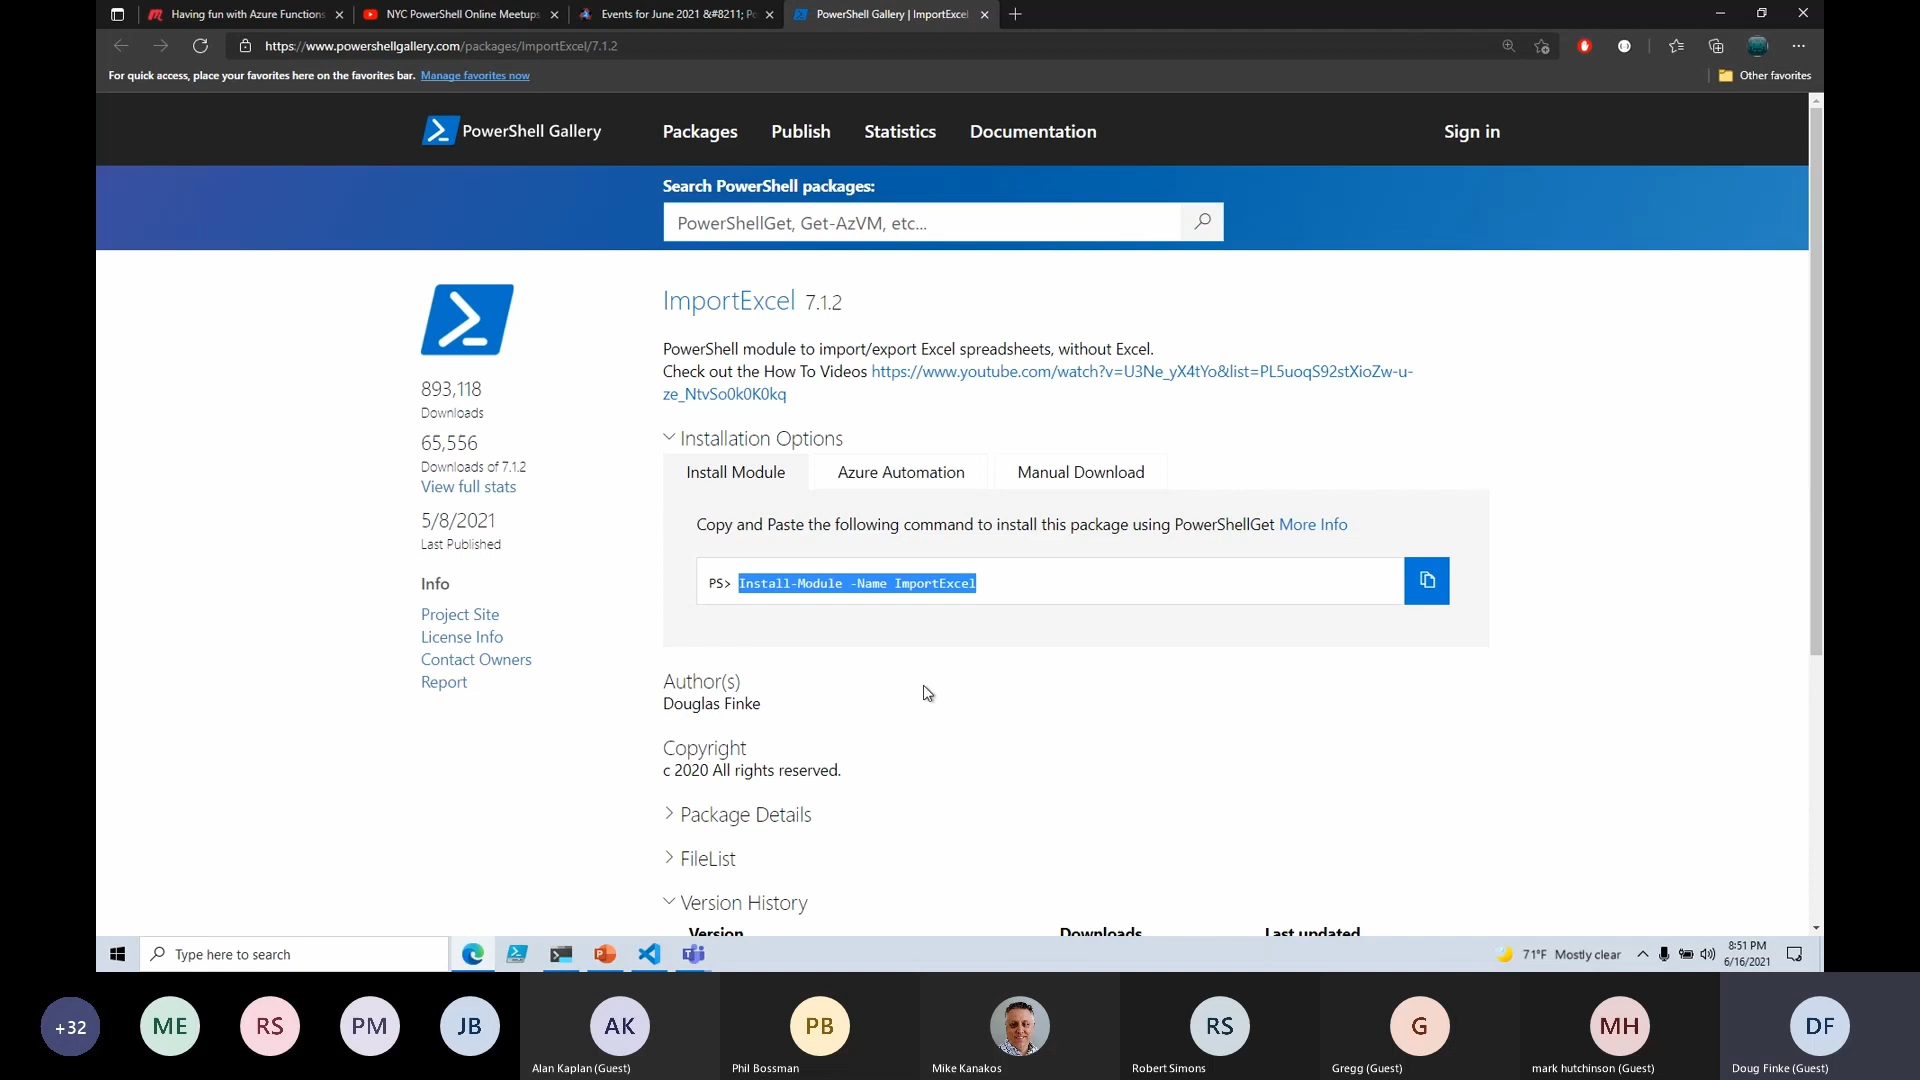 Having fun with Azure Functions
NYC PowerShell Online Meetups
Events for June 2021 &#8211; Po
PowerShell Gallery | ImportExcel
https://www.powershellgallery.com/packages/ImportExcel/7.1.2
For quick access, place your favorites here on the favorites bar. Manage favorites now
Other favorites
PowerShell Gallery
Packages
Publish
Statistics
Documentation
Sign in
Search PowerShell packages:
PowerShellGet, Get-AzVM, etc...
893,118
Downloads
65,556
Downloads of 7.1.2
View full stats
5/8/2021
Last Published
Info
Project Site
License Info
Contact Owners
Report
ImportExcel 7.1.2
PowerShell module to import/export Excel spreadsheets, without Excel.
Check out the How To Videos https://www.youtube.com/watch?v=U3Ne_yX4tYo&list=PL5uoqS92stXioZw-u-
ze_NtvSo0k0K0kq
Installation Options
Install Module
Azure Automation
Manual Download
Copy and Paste the following command to install this package using PowerShellGet More Info
PS> Install-Module -Name ImportExcel
Author(s)
Douglas Finke
Copyright
c 2020 All rights reserved.
Package Details
FileList
Version History
Version Downloads Last updated
Type here to search
71°F Mostly clear
8:51 PM
6/16/2021
+32
ME
RS
PM
JB
AK
Alan Kaplan (Guest)
PB
Phil Bossman
Mike Kanakos
RS
Robert Simons
G
Gregg (Guest)
MH
mark hutchinson (Guest)
DF
Doug Finke (Guest)